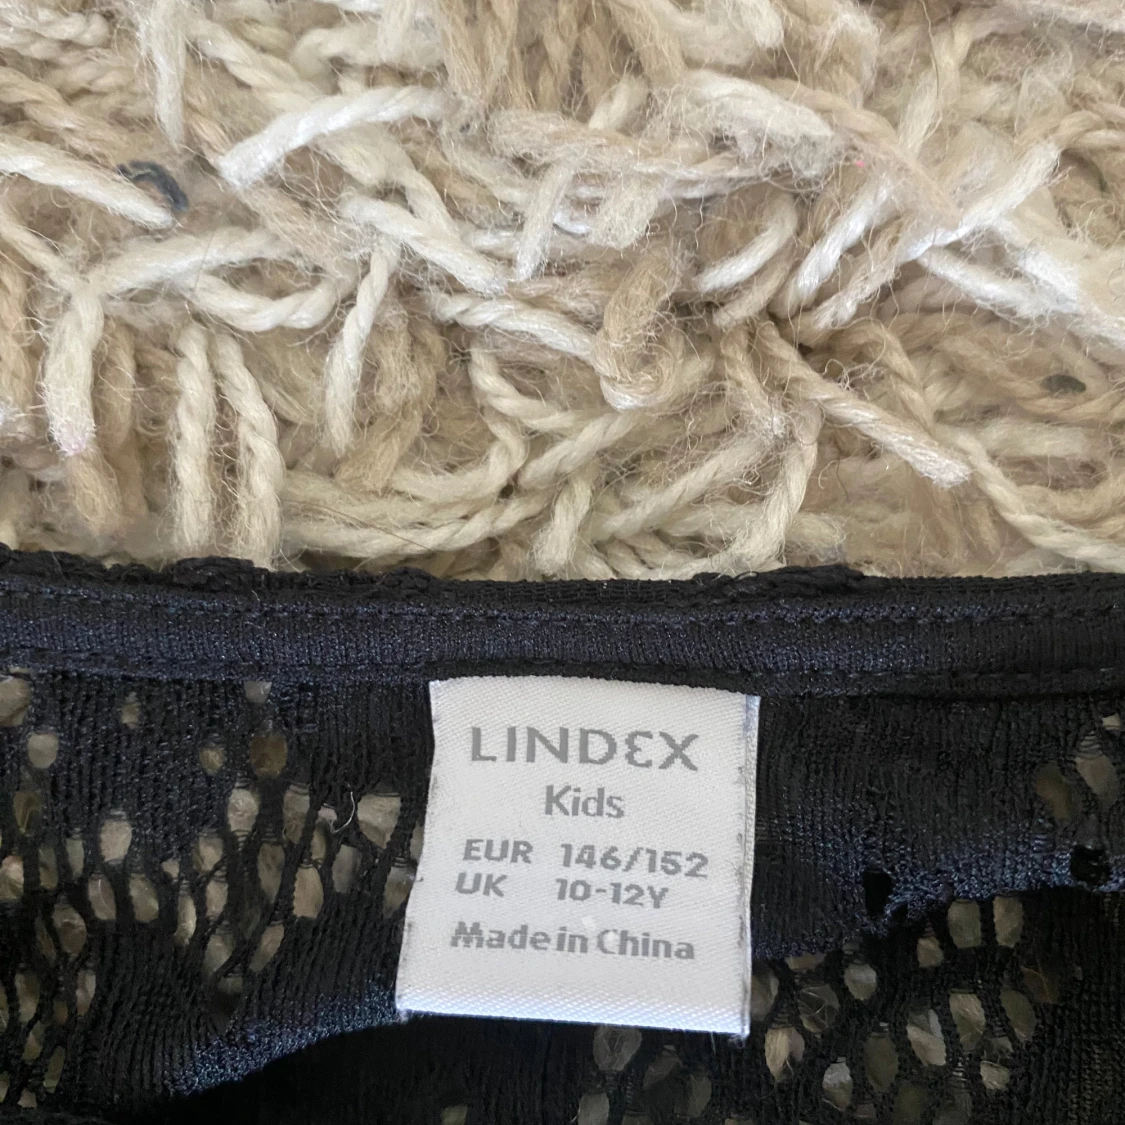 LINDEX
Kids
EUR 146/152
UK 10-12Y
Made in China